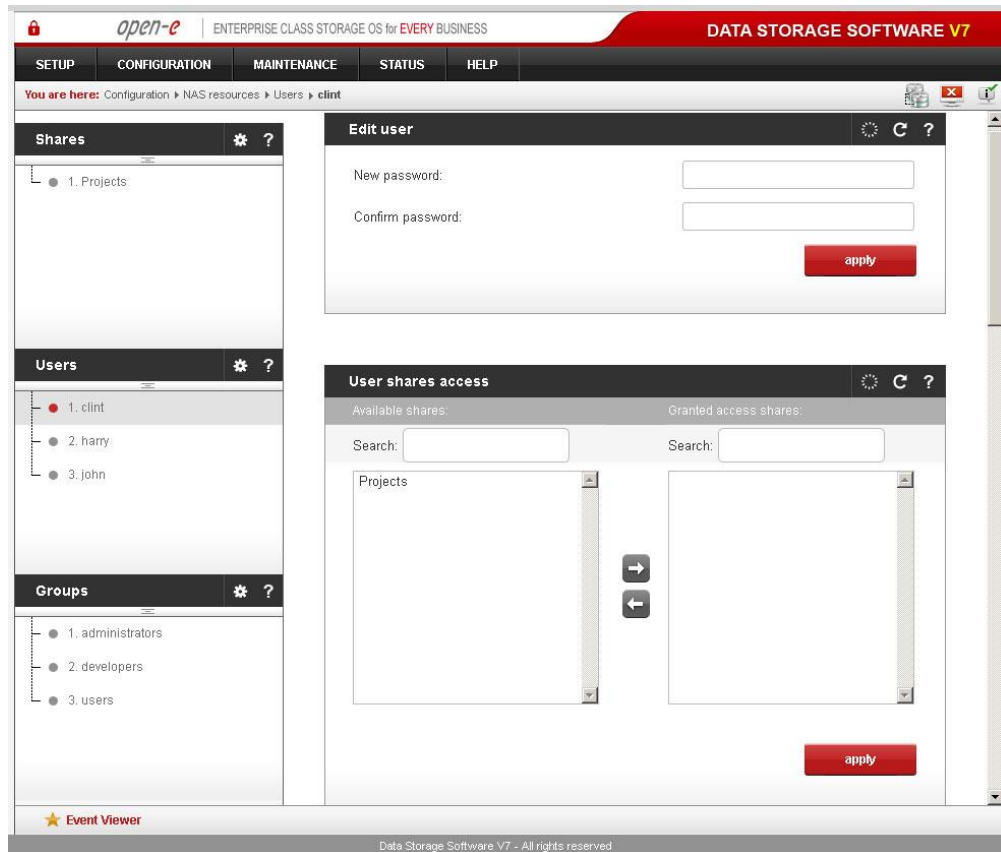 open-e ENTERPRISE CLASS STORAGE OS for EVERY BUSINESS
DATA STORAGE SOFTWARE V7
SETUP CONFIGURATION MAINTENANCE STATUS HELP
You are here: Configuration ▸ NAS resources ▸ Users ▸ clint
Shares ?
1. Projects
Users ?
1. clint
2. harry
3. john
Groups ?
1. administrators
2. developers
3. users
Edit user ?
New password:
Confirm password:
apply
User shares access ?
Available shares: Granted access shares:
Search: Search:
Projects
apply
Event Viewer
Data Storage Software V7 - All rights reserved